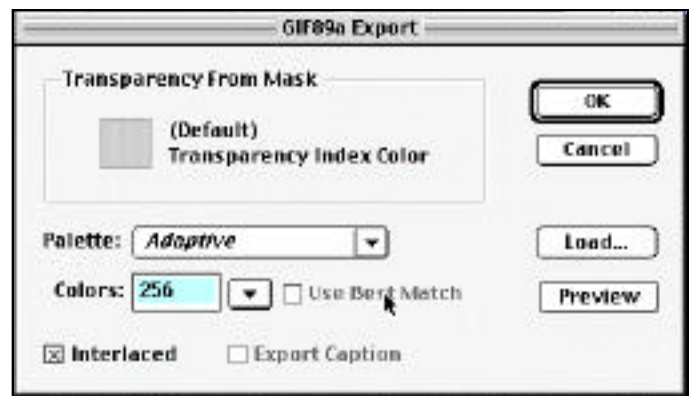 GIF89a Export
Transparency From Mask
(Default)
Transparency Index Color
OK
Cancel
Palette: Adaptive
Load...
Colors: 256
Use Best Match
Preview
Interlaced
Export Caption